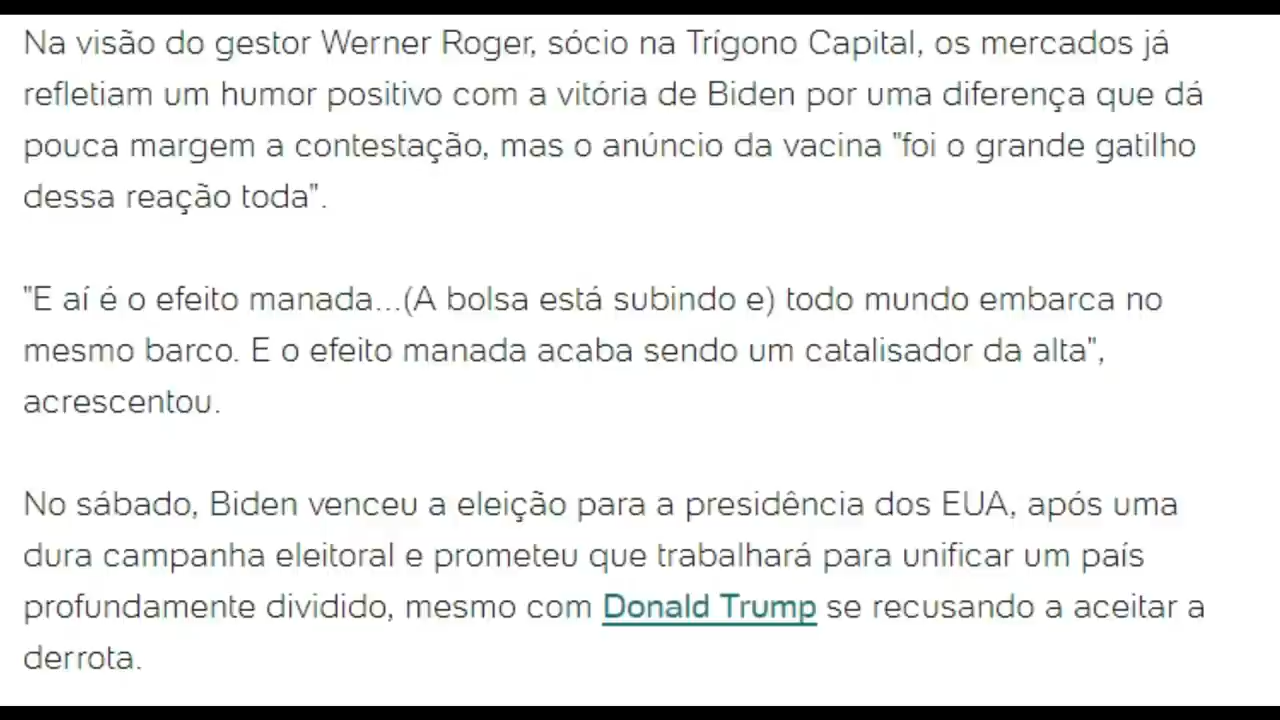 Na visão do gestor Werner Roger, sócio na Trígono Capital, os mercados já
refletiam um humor positivo com a vitória de Biden por uma diferença que dá
pouca margem a contestação, mas o anúncio da vacina "foi o grande gatilho
dessa reação toda".
"E aí é o efeito manada...(A bolsa está subindo e) todo mundo embarca no
mesmo barco. E o efeito manada acaba sendo um catalisador da alta",
acrescentou.
No sábado, Biden venceu a eleição para a presidência dos EUA, após uma
dura campanha eleitoral e prometeu que trabalhará para unificar um país
profundamente dividido, mesmo com Donald Trump se recusando a aceitar a
derrota.